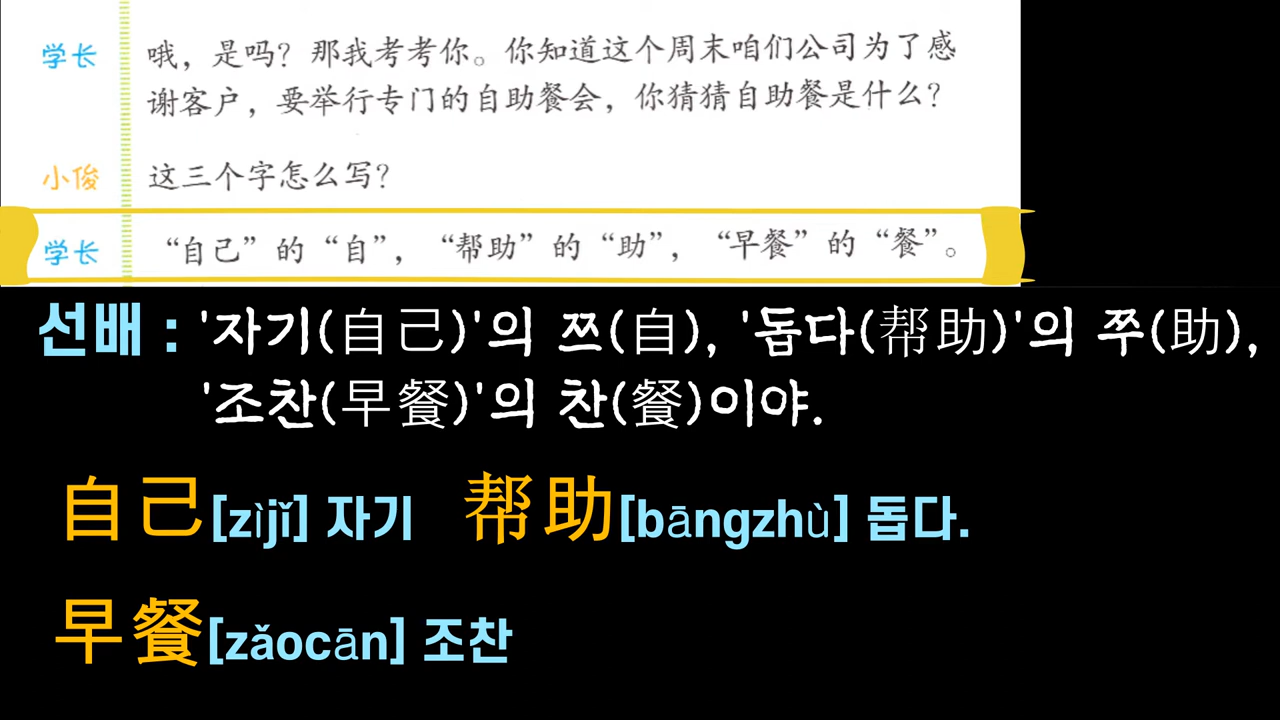 学长 哦，是吗？那我考考你。你知道这个周末咱们公司为了感
谢客户，要举行专门的自助餐会，你猜猜自助餐是什么？
小俊 这三个字怎么写？
学长 “自己”的“自”，“帮助”的“助”，“早餐”的“餐”。
선배 : '자기(自己)'의 쯔(自), '돕다(帮助)'의 쭈(助),
'조찬(早餐)'의 찬(餐)이야.
自己[zìjǐ] 자기 帮助[bāngzhù] 돕다.
早餐[zǎocān] 조찬